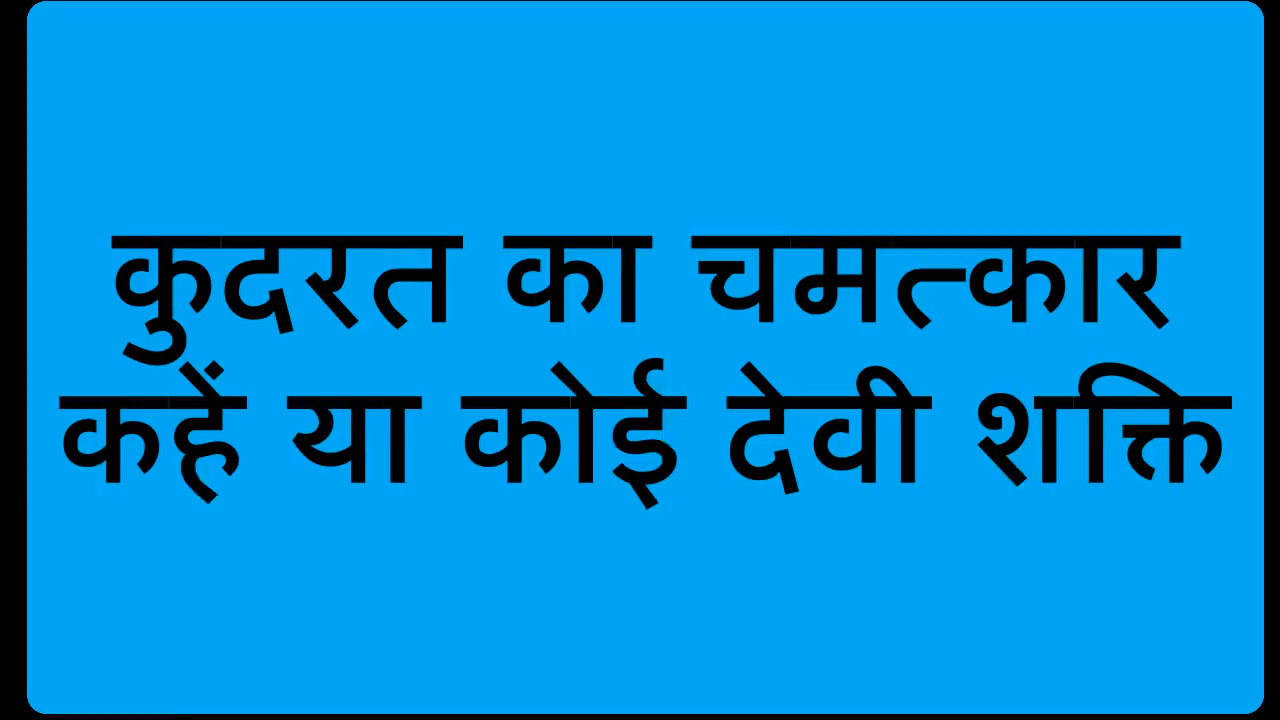 कुदरत का चमत्कार
कहें या कोई देवी शक्ति